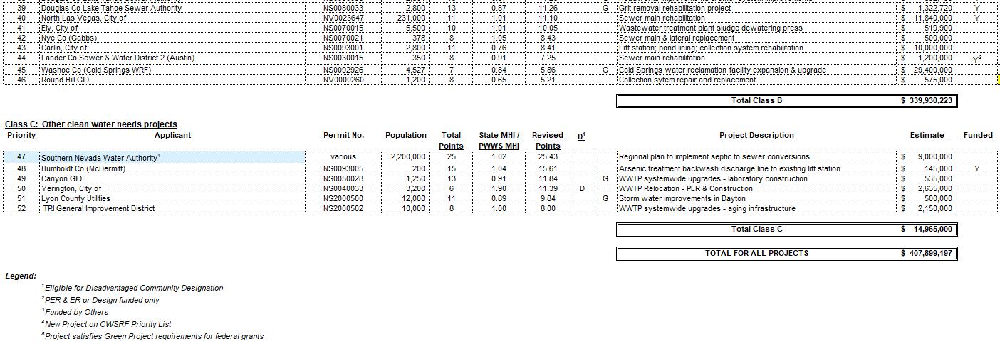 39 Douglas Co Lake Tahoe Sewer Authority NS0080033 2,800 13 0.87 11.26 G Grit removal rehabilitation project $ 1,322,720 Y
40 North Las Vegas, City of NV0023647 231,000 11 1.01 11.10 Sewer main rehabilitation $ 11,840,000 Y
41 Ely, City of NS0070015 5,500 10 1.01 10.05 Wastewater treatment plant sludge dewatering press $ 519,900
42 Nye Co (Gabbs) NS0070021 378 8 1.05 8.43 Sewer main & lateral replacement $ 500,000
43 Carlin, City of NS0093001 2,800 11 0.76 8.41 Lift station; pond lining; collection system rehabilitation $ 10,000,000
44 Lander Co Sewer & Water District 2 (Austin) NS0030015 350 8 0.91 7.25 Sewer main rehabilitation $ 1,200,000 Y³
45 Washoe Co (Cold Springs WRF) NS0092926 4,527 7 0.84 5.86 G Cold Springs water reclamation facility expansion & upgrade $ 29,400,000
46 Round Hill GID NV0000260 1,200 8 0.65 5.21 Collection sytem repair and replacement $ 575,000
Total Class B $ 339,930,223
Class C: Other clean water needs projects
Priority Applicant Permit No. Population Total Points State MHI / PWWS MHI Revised Points D¹ Project Description Estimate Funded
47 Southern Nevada Water Authority⁴ various 2,200,000 25 1.02 25.43 Regional plan to implement septic to sewer conversions $ 9,000,000
48 Humboldt Co (McDermitt) NS0093005 200 15 1.04 15.61 Arsenic treatment backwash discharge line to existing lift station $ 145,000 Y
49 Canyon GID NS0050028 1,250 13 0.91 11.84 G WWTP systemwide upgrades - laboratory construction $ 535,000
50 Yerington, City of NS0040033 3,200 6 1.90 11.39 D WWTP Relocation - PER & Construction $ 2,635,000
51 Lyon County Utilities NS2000500 12,000 11 0.89 9.84 G Storm water improvements in Dayton $ 500,000
52 TRI General Improvement District NS2000502 10,000 8 1.00 8.00 WWTP systemwide upgrades - aging infrastructure $ 2,150,000
Total Class C $ 14,965,000
TOTAL FOR ALL PROJECTS $ 407,899,197
Legend:
¹Eligible for Disadvantaged Community Designation
²PER & ER or Design funded only
³Funded by Others
⁴New Project on CWSRF Priority List
⁶Project satisfies Green Project requirements for federal grants